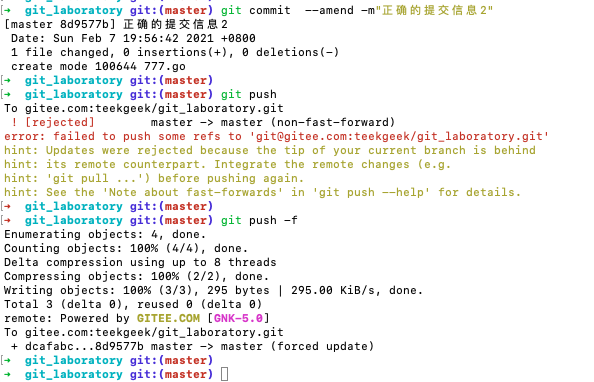 [➜  git_laboratory git:(master) git commit  --amend -m"正确的提交信息2"
[master 8d9577b] 正确的提交信息2
 Date: Sun Feb 7 19:56:42 2021 +0800
 1 file changed, 0 insertions(+), 0 deletions(-)
 create mode 100644 777.go
[➜  git_laboratory git:(master)
[➜  git_laboratory git:(master) git push
To gitee.com:teekgeek/git_laboratory.git
 ! [rejected]        master -> master (non-fast-forward)
error: failed to push some refs to 'git@gitee.com:teekgeek/git_laboratory.git'
hint: Updates were rejected because the tip of your current branch is behind
hint: its remote counterpart. Integrate the remote changes (e.g.
hint: 'git pull ...') before pushing again.
hint: See the 'Note about fast-forwards' in 'git push --help' for details.
[➜  git_laboratory git:(master) git push -f
Enumerating objects: 4, done.
Counting objects: 100% (4/4), done.
Delta compression using up to 8 threads
Compressing objects: 100% (2/2), done.
Writing objects: 100% (3/3), 295 bytes | 295.00 KiB/s, done.
Total 3 (delta 0), reused 0 (delta 0)
remote: Powered by GITEE.COM [GNK-5.0]
To gitee.com:teekgeek/git_laboratory.git
 + dcafabc...8d9577b master -> master (forced update)
[➜  git_laboratory git:(master)
[➜  git_laboratory git:(master)